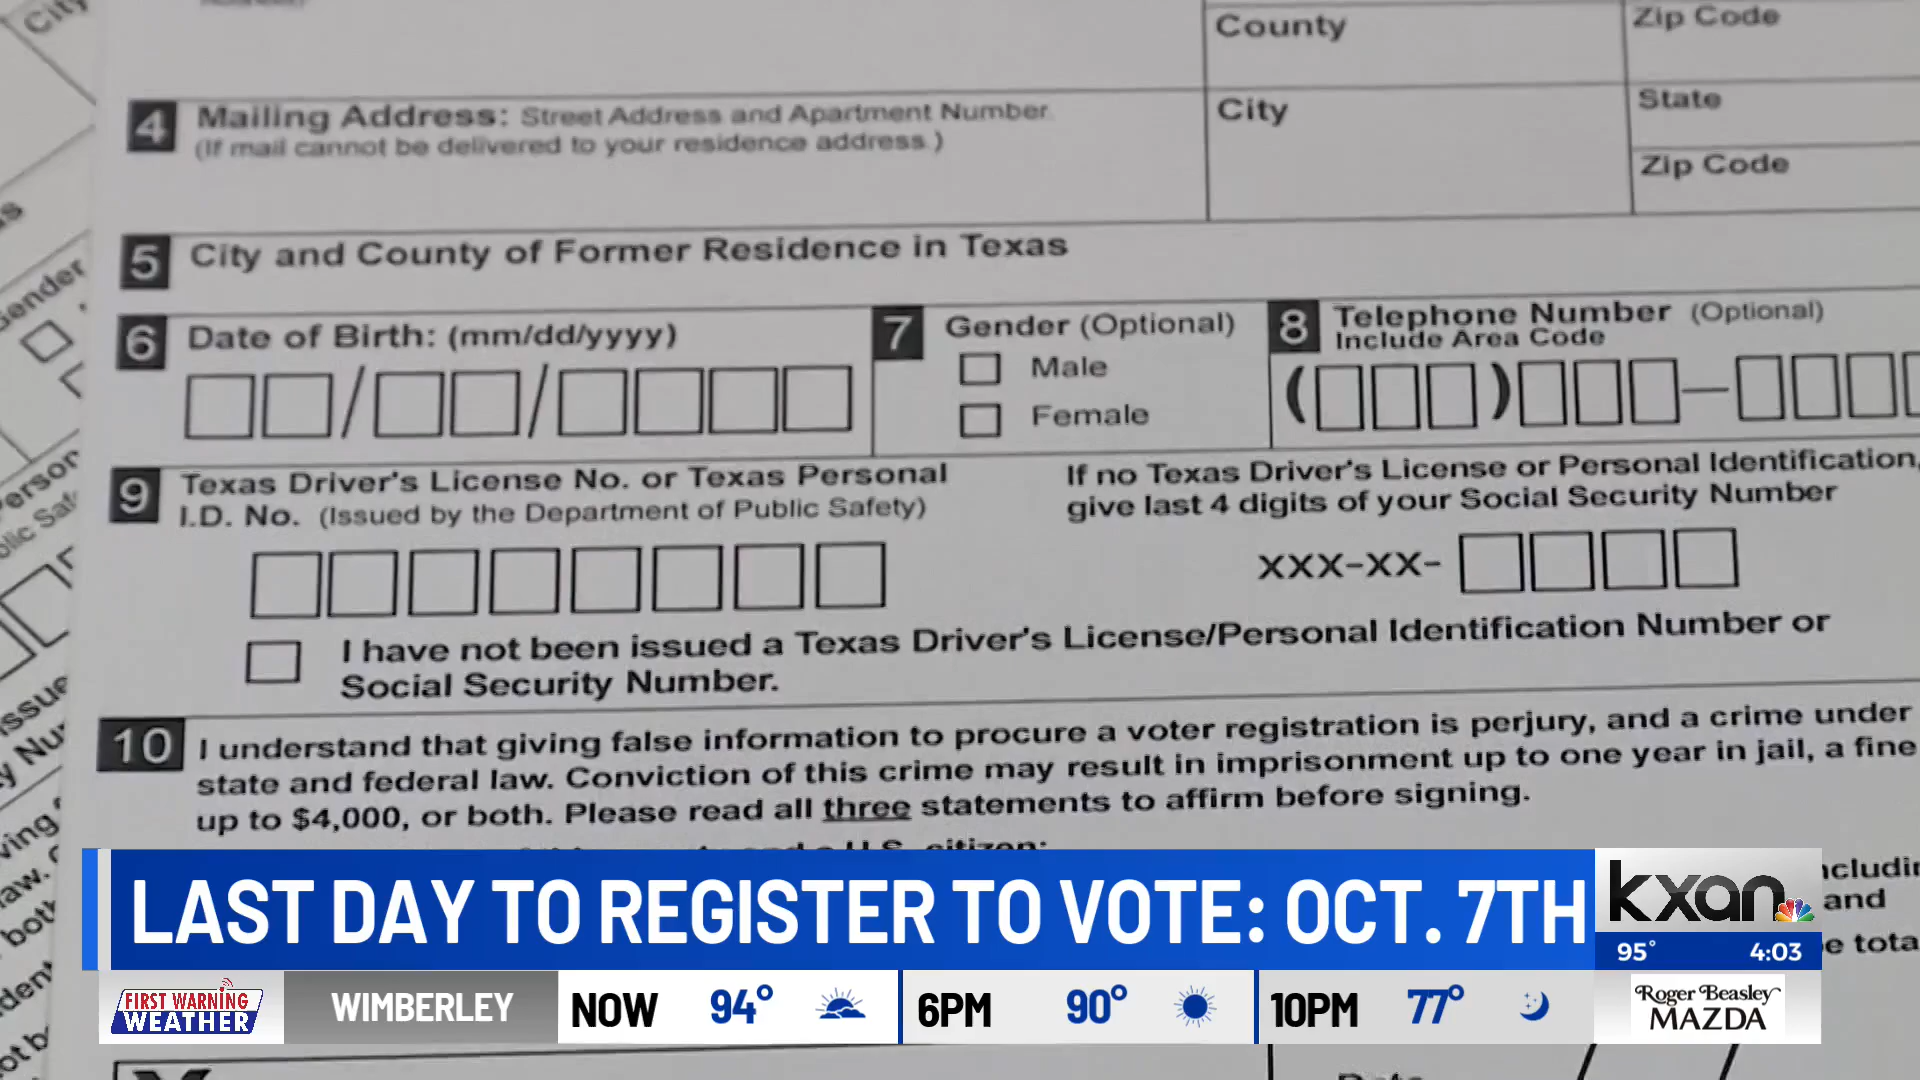 City
County
Zip Code
4 Mailing Address: Street Address and Apartment Number.
(If mail cannot be delivered to your residence address.)
City
State
Zip Code
5 City and County of Former Residence in Texas
Gender
6 Date of Birth: (mm/dd/yyyy)
7 Gender (Optional)
Male
Female
8 Telephone Number (Optional)
Include Area Code
9 Texas Driver's License No. or Texas Personal
I.D. No. (Issued by the Department of Public Safety)
If no Texas Driver's License or Personal Identification,
give last 4 digits of your Social Security Number
XXX-XX-
I have not been issued a Texas Driver's License/Personal Identification Number or
Social Security Number.
10 I understand that giving false information to procure a voter registration is perjury, and a crime under
state and federal law. Conviction of this crime may result in imprisonment up to one year in jail, a fine
up to $4,000, or both. Please read all three statements to affirm before signing.
U.S. citizen;
and
LAST DAY TO REGISTER TO VOTE: OCT. 7TH
kxan
95° 4:03
FIRST WARNING
WEATHER
WIMBERLEY
NOW 94°
6PM 90°
10PM 77°
Roger Beasley
MAZDA
X
Date